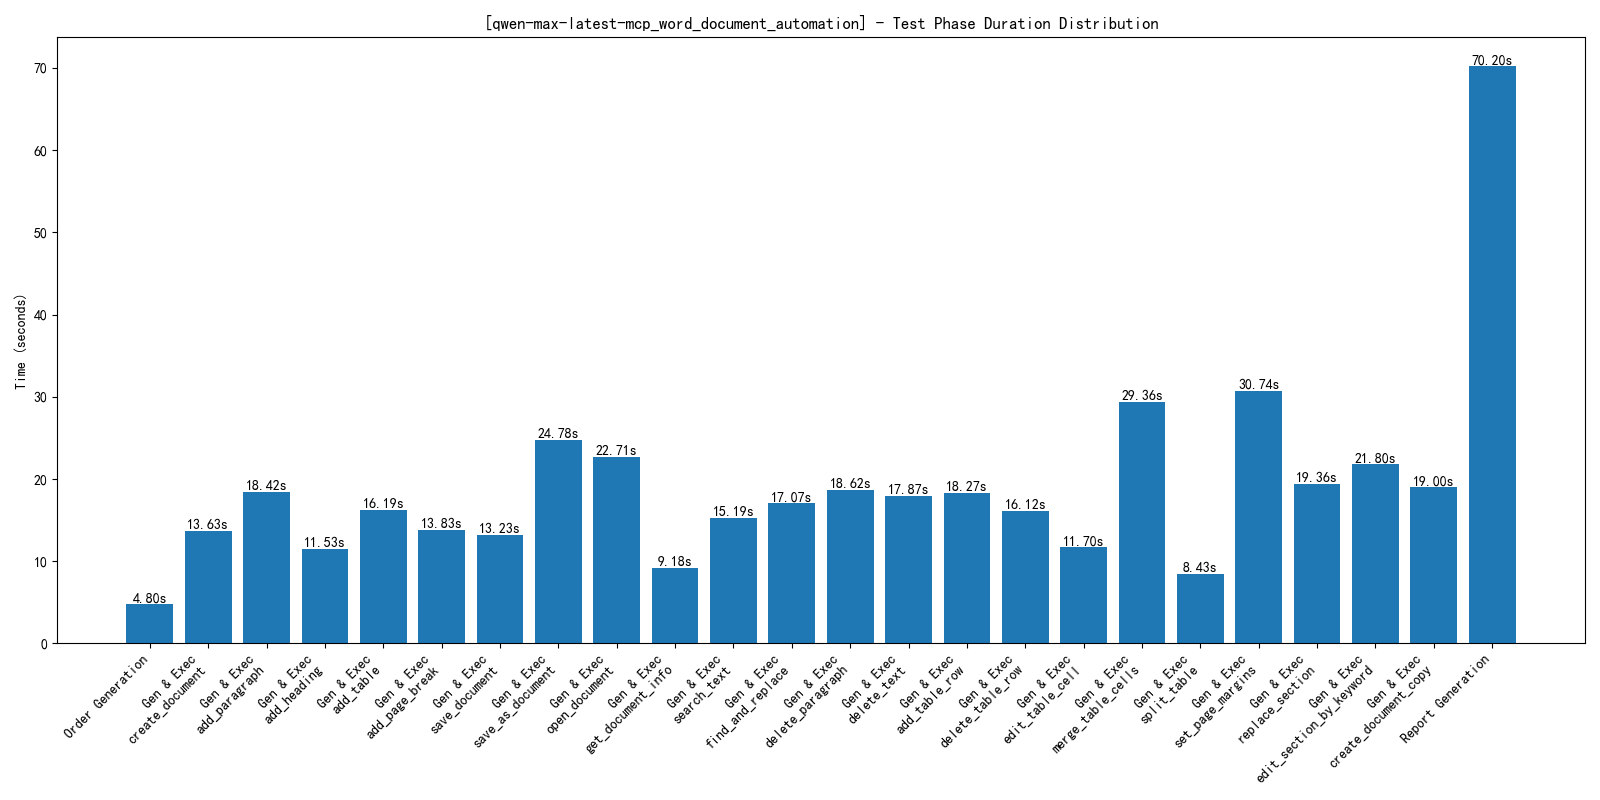 [qwen-max-latest-mcp_word_document_automation] - Test Phase Duration Distribution
Time (seconds)
70
60
50
40
30
20
10
0
4.80s
13.63s
18.42s
11.53s
16.19s
13.83s
13.23s
24.78s
22.71s
9.18s
15.19s
17.07s
18.62s
17.87s
18.27s
16.12s
11.70s
29.36s
8.43s
30.74s
19.36s
21.80s
19.00s
70.20s
Order Generation
Gen & Exec
create_document
Gen & Exec
add_paragraph
Gen & Exec
add_heading
Gen & Exec
add_table
Gen & Exec
add_page_break
Gen & Exec
save_document
Gen & Exec
save_as_document
Gen & Exec
open_document
Gen & Exec
get_document_info
Gen & Exec
search_text
Gen & Exec
find_and_replace
Gen & Exec
delete_paragraph
Gen & Exec
delete_text
Gen & Exec
add_table_row
Gen & Exec
delete_table_row
Gen & Exec
edit_table_cell
Gen & Exec
merge_table_cells
Gen & Exec
split_table
Gen & Exec
set_page_margins
Gen & Exec
replace_section
Gen & Exec
edit_section_by_keyword
Gen & Exec
create_document_copy
Report Generation